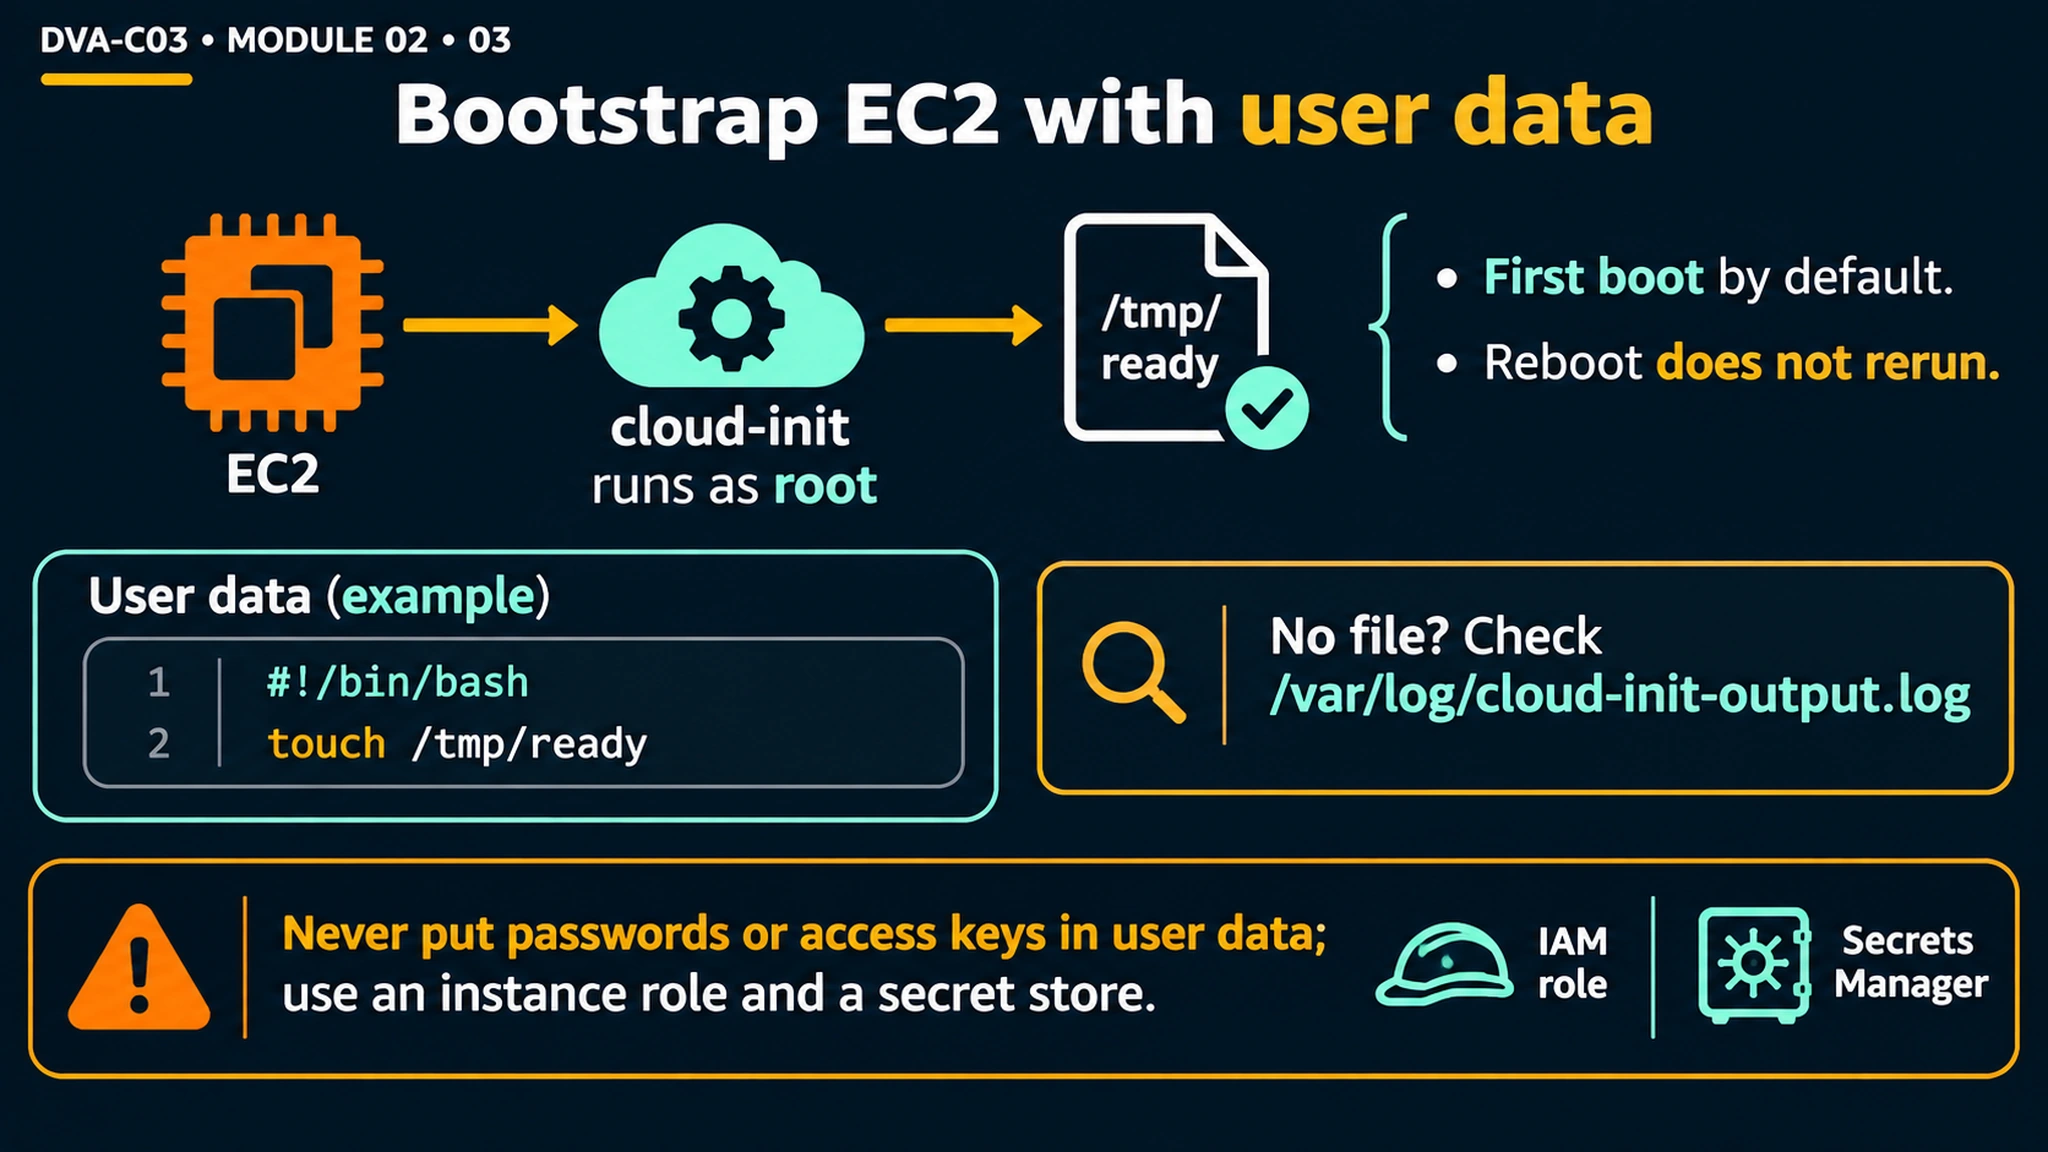 DVA-C03 • MODULE 02 • 03
Bootstrap EC2 with user data
EC2
cloud-init
runs as root
/tmp/
ready
• First boot by default.
• Reboot does not rerun.
User data (example)
1 #!/bin/bash
2 touch /tmp/ready
No file? Check
/var/log/cloud-init-output.log
Never put passwords or access keys in user data;
use an instance role and a secret store.
IAM
role
Secrets
Manager